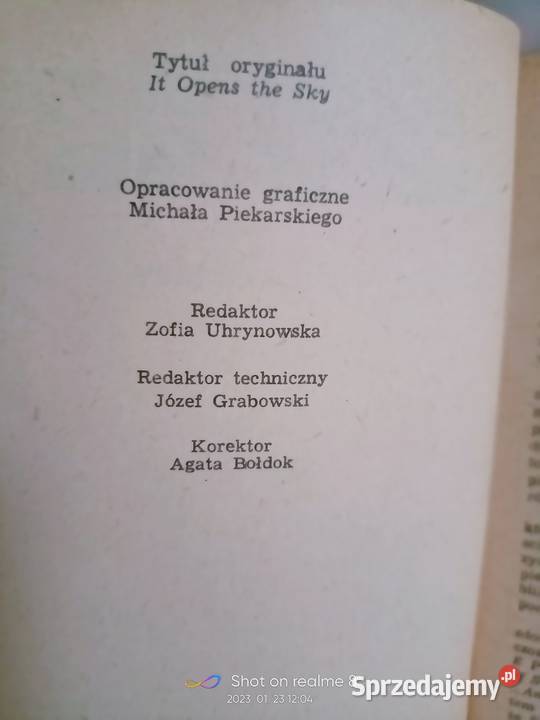 Tytuł oryginału
It Opens the Sky
Opracowanie graficzne
Michała Piekarskiego
Redaktor
Zofia Uhrynowska
Redaktor techniczny
Józef Grabowski
Korektor
Agata Bołdok
Shot on realme 8
2023.01.23 12:04
Sprzedajemy.pl